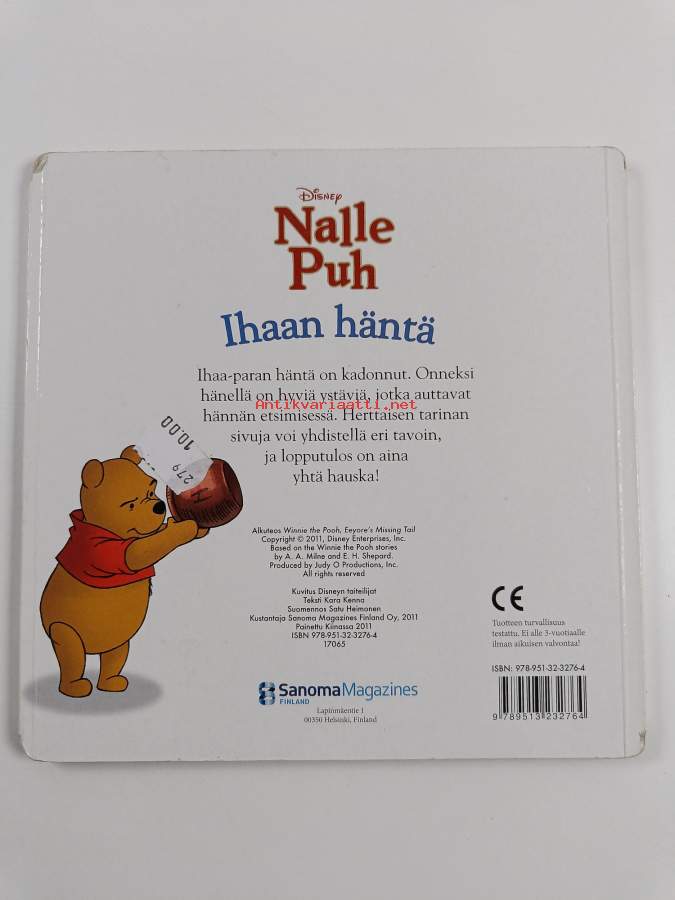 Disney
Nalle
Puh
Ihaan häntä
Ihaa-paran häntä on kadonnut. Onneksi
hänellä on hyviä ystäviä, jotka auttavat
Antikvariaatti.net
hännän etsimisessä. Herttaisen tarinan
sivuja voi yhdistellä eri tavoin,
ja lopputulos on aina
yhtä hauska!
10.00
279
H
Alkuteos Winnie the Pooh, Eeyore's Missing Tail
Copyright © 2011, Disney Enterprises, Inc.
Based on the Winnie the Pooh stories
by A. A. Milne and E. H. Shepard.
Produced by Judy O Productions, Inc.
All rights reserved
Kuvitus Disneyn taiteilijat
Teksti Kara Kenna
Suomennos Satu Heimonen
Kustantaja Sanoma Magazines Finland Oy, 2011
Painettu Kiinassa 2011
ISBN 978-951-32-3276-4
17065
SanomaMagazines
FINLAND
Lapinmäentie 1
00350 Helsinki, Finland
CE
Tuotteen turvallisuus
testattu. Ei alle 3-vuotiaalle
ilman aikuisen valvontaa!
ISBN: 978-951-32-3276-4
9 789513 232764